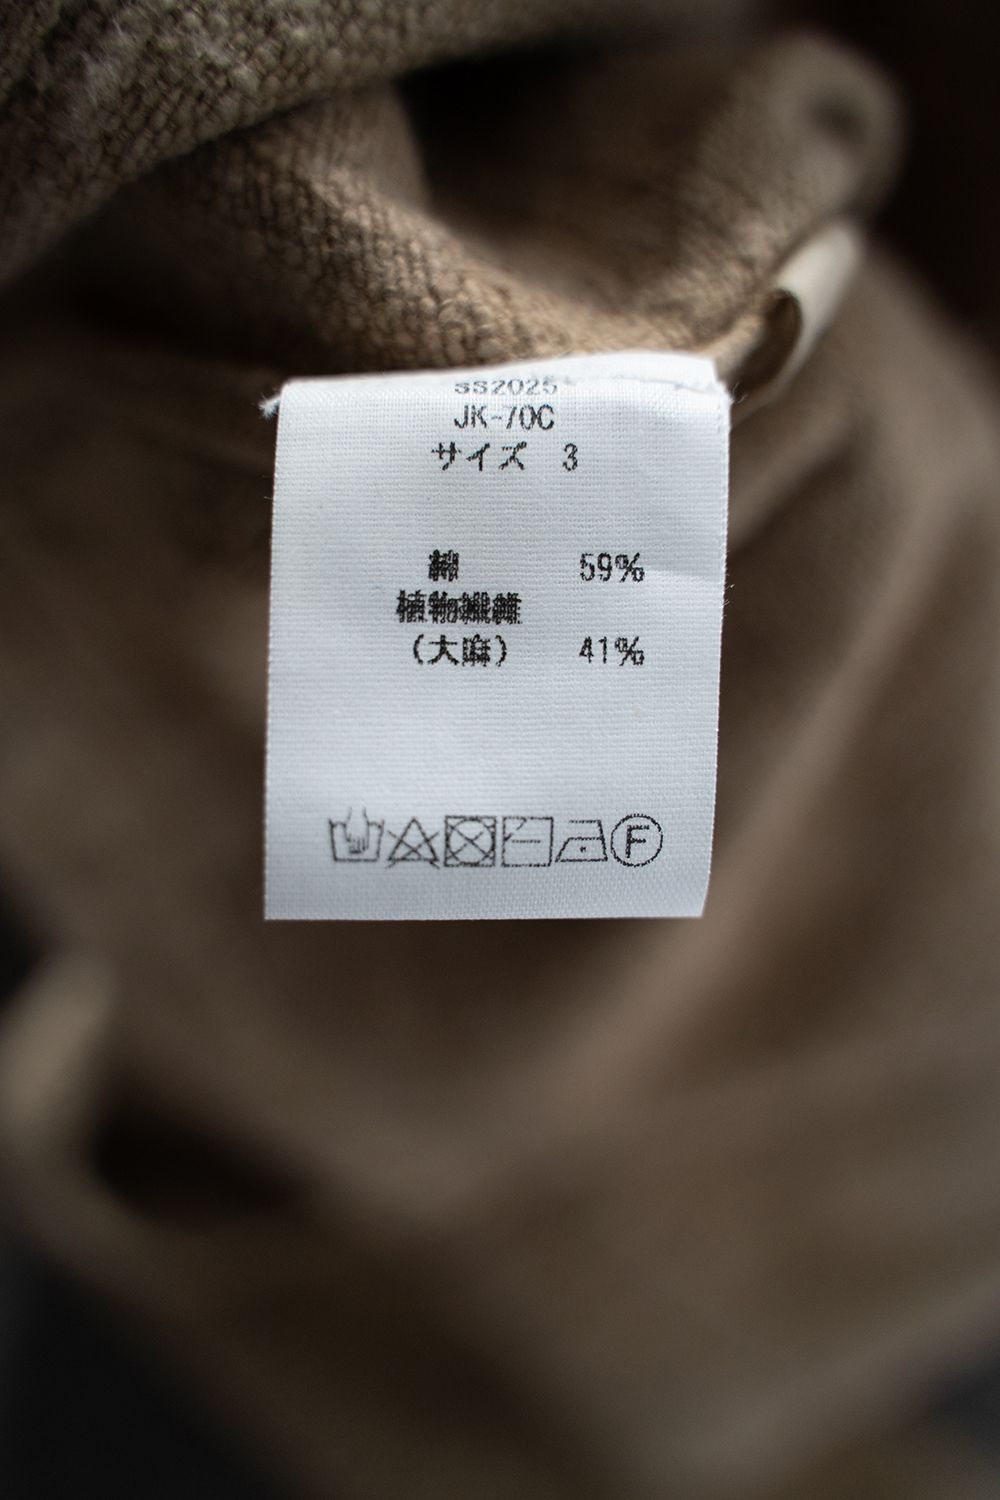 SS2025
JK-70C
サイズ 3
綿 59%
植物繊維
(大麻) 41%
F